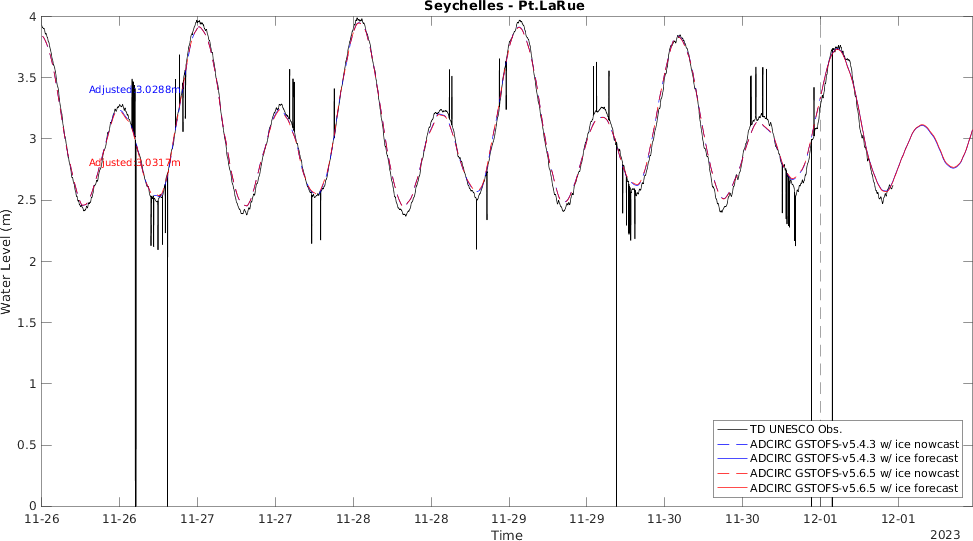 Seychelles - Pt.LaRue
4
3.5
3
2.5
2
1.5
1
0.5
0
Water Level (m)
Adjusted:3.0288m
Adjusted:3.0317m
TD UNESCO Obs.
ADCIRC GSTOFS-v5.4.3 w/ ice nowcast
ADCIRC GSTOFS-v5.4.3 w/ ice forecast
ADCIRC GSTOFS-v5.6.5 w/ ice nowcast
ADCIRC GSTOFS-v5.6.5 w/ ice forecast
11-26 11-26 11-27 11-27 11-28 11-28 11-29 11-29 11-30 11-30 12-01 12-01
Time
2023